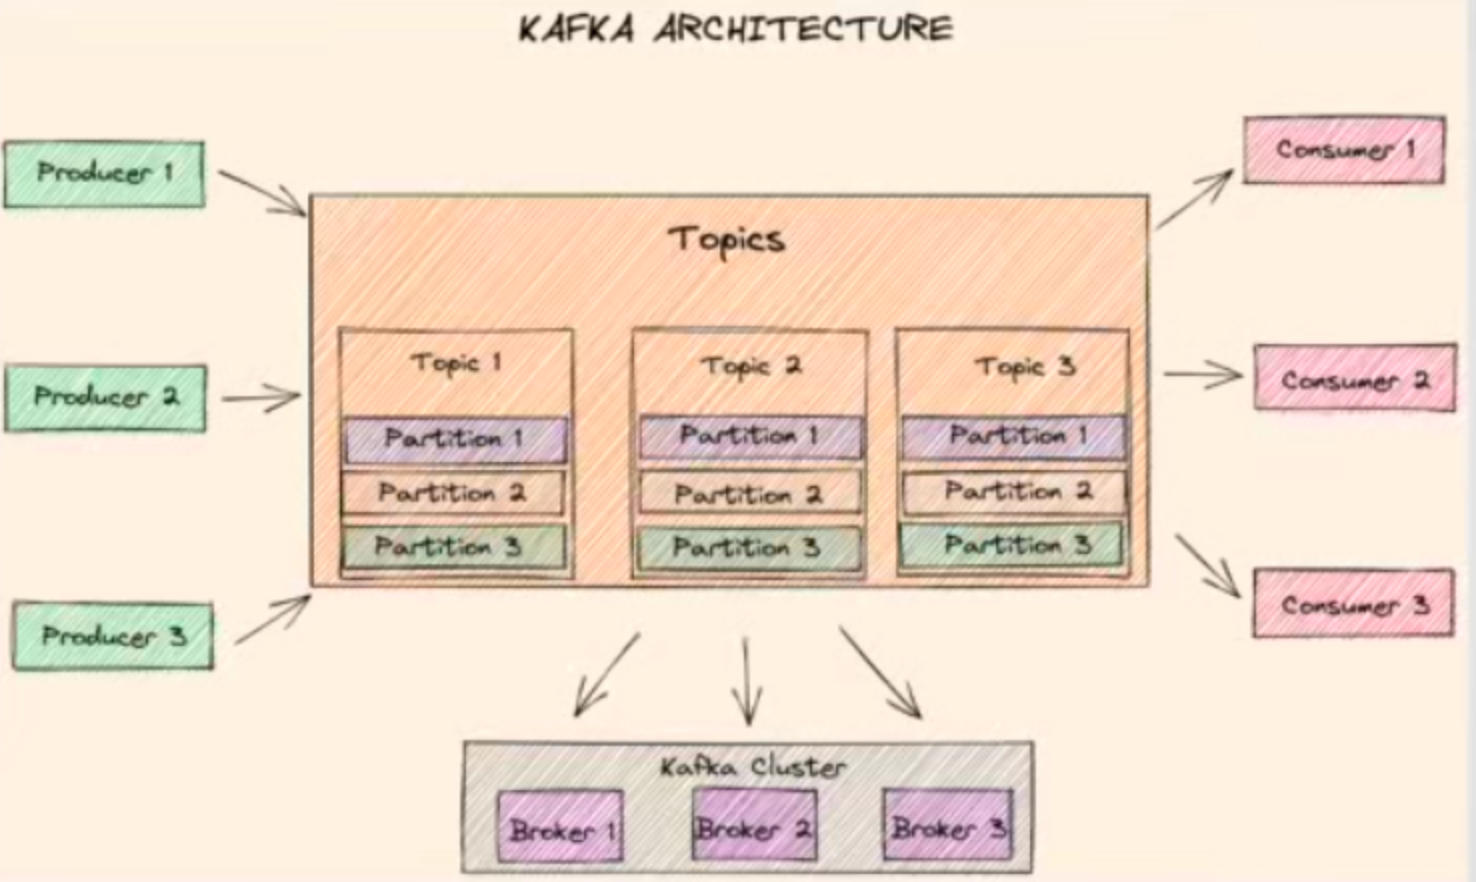 KAFKA ARCHITECTURE
Producer 1
Producer 2
Producer 3
Topics
Topic 1
Partition 1
Partition 2
Partition 3
Topic 2
Partition 1
Partition 2
Partition 3
Topic 3
Partition 1
Partition 2
Partition 3
Consumer 1
Consumer 2
Consumer 3
Kafka Cluster
Broker 1
Broker 2
Broker 3